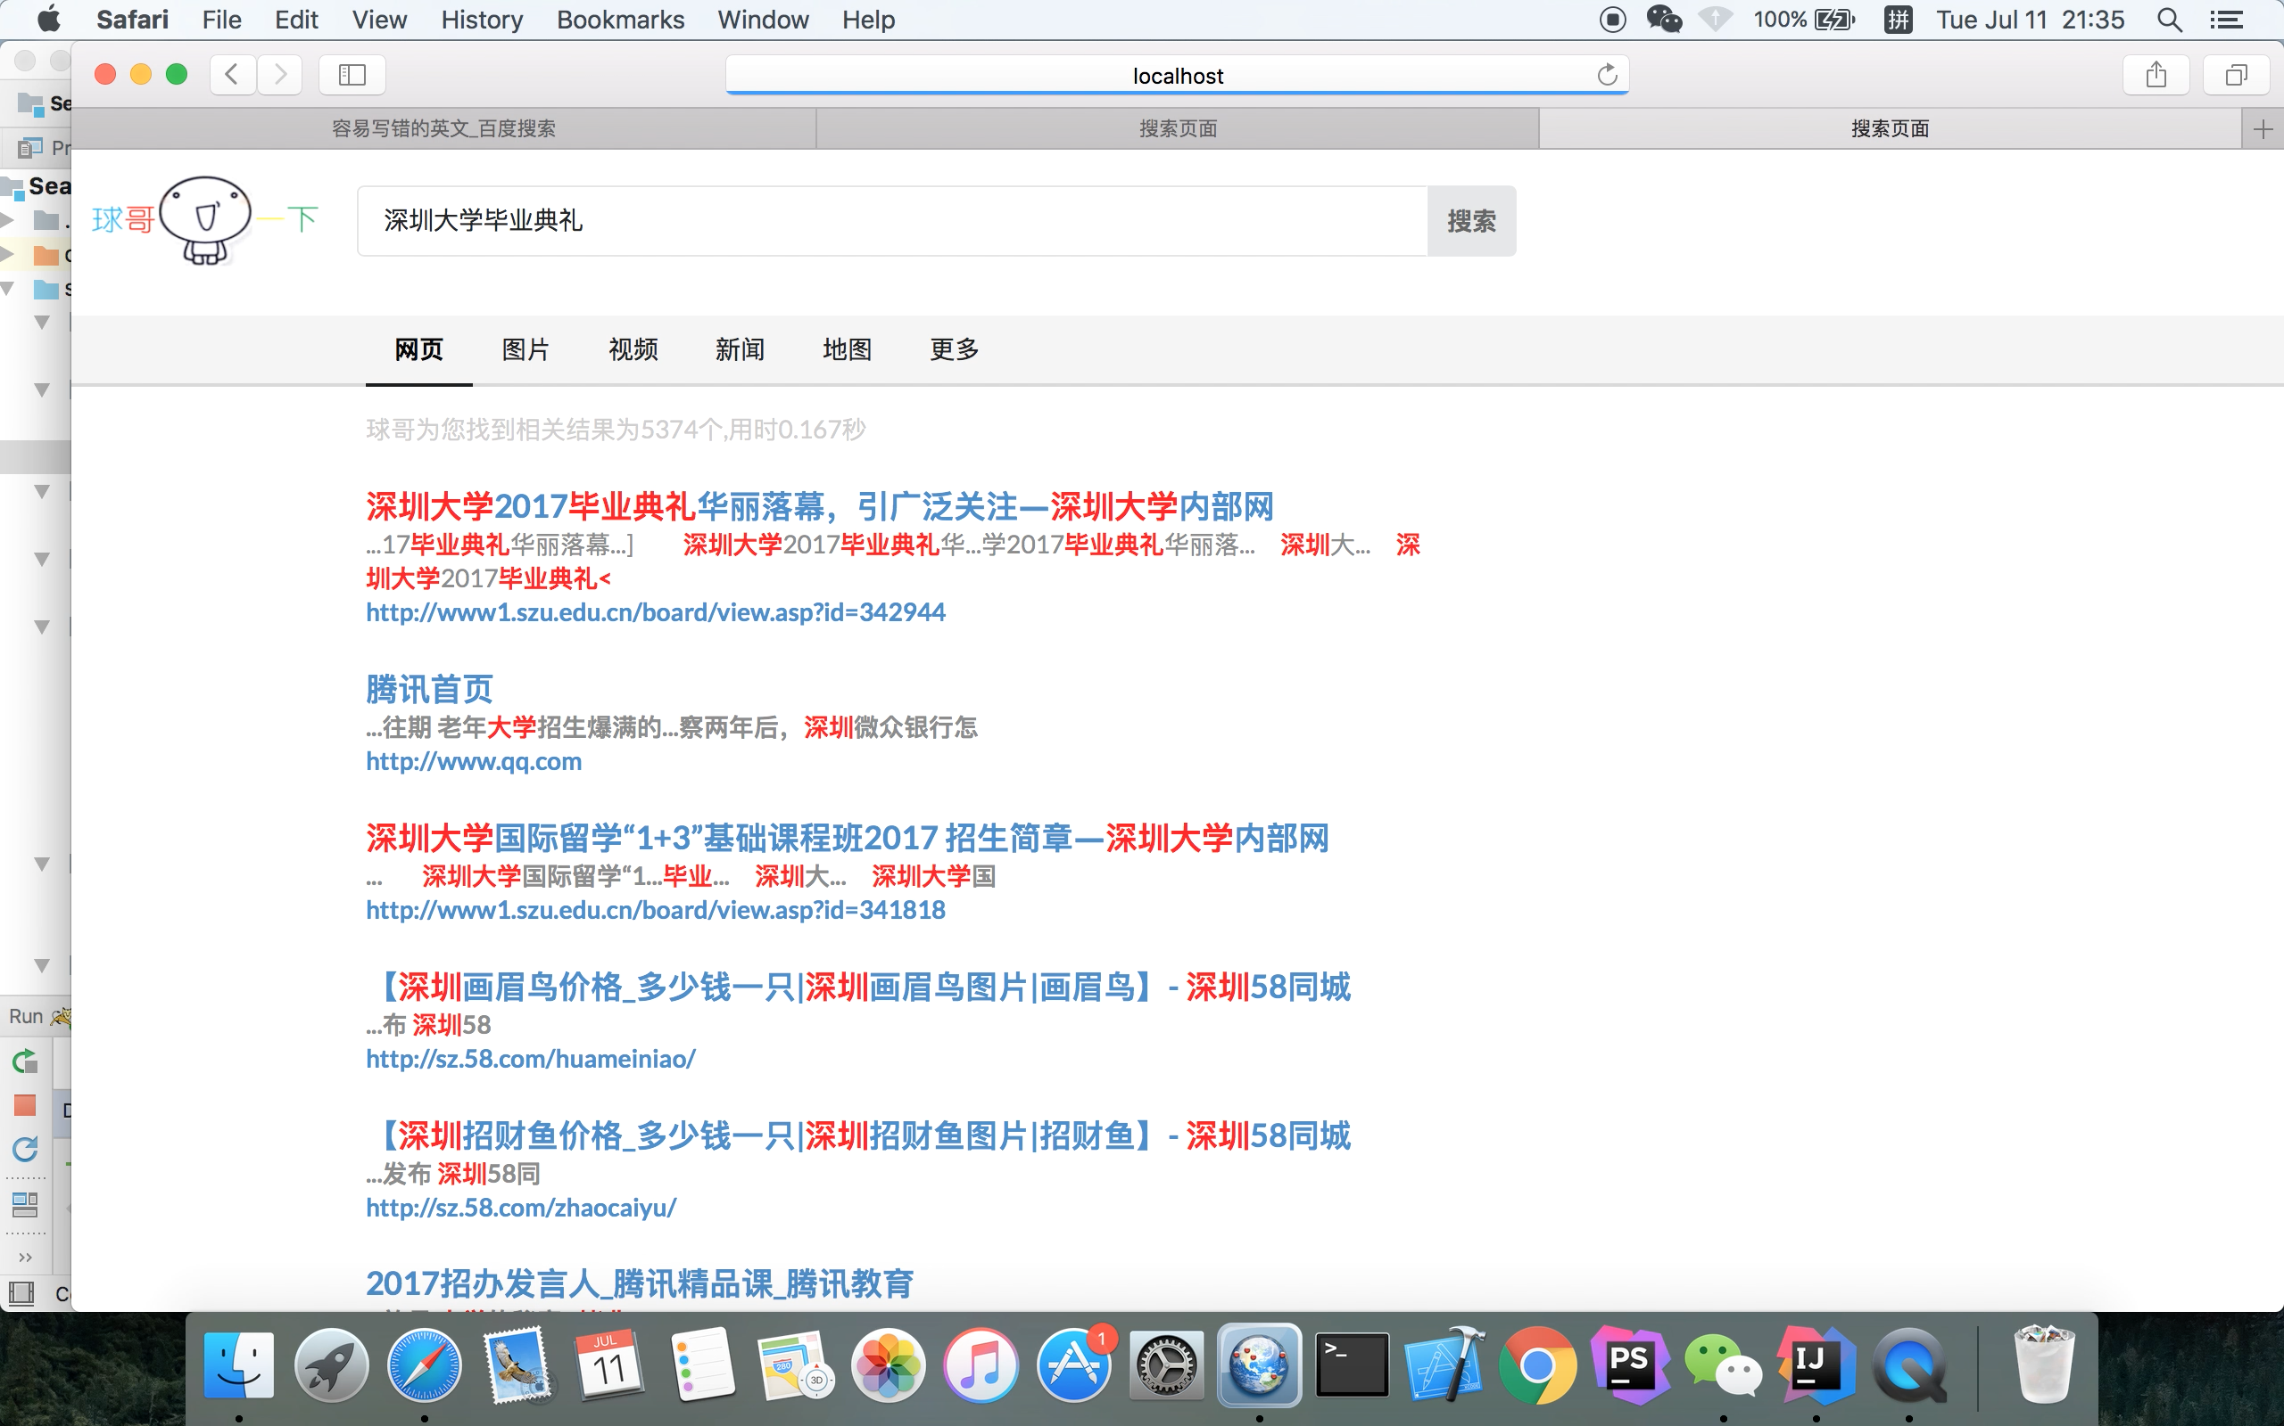 Safari File Edit View History Bookmarks Window Help 100% 拼 Tue Jul 11 21:35
localhost
容易写错的英文_百度搜索 搜索页面 搜索页面
球哥一下 深圳大学毕业典礼 搜索
网页 图片 视频 新闻 地图 更多
球哥为您找到相关结果为5374个,用时0.167秒
深圳大学2017毕业典礼华丽落幕，引广泛关注—深圳大学内部网
...17毕业典礼华丽落幕...] 深圳大学2017毕业典礼华...学2017毕业典礼华丽落... 深圳大... 深
圳大学2017毕业典礼<
http://www1.szu.edu.cn/board/view.asp?id=342944
腾讯首页
...往期 老年大学招生爆满的...察两年后，深圳微众银行怎
http://www.qq.com
深圳大学国际留学“1+3”基础课程班2017 招生简章—深圳大学内部网
... 深圳大学国际留学“1...毕业... 深圳大... 深圳大学国
http://www1.szu.edu.cn/board/view.asp?id=341818
【深圳画眉鸟价格_多少钱一只|深圳画眉鸟图片|画眉鸟】- 深圳58同城
...布 深圳58
http://sz.58.com/huameiniao/
【深圳招财鱼价格_多少钱一只|深圳招财鱼图片|招财鱼】- 深圳58同城
...发布 深圳58同
http://sz.58.com/zhaocaiyu/
2017招办发言人_腾讯精品课_腾讯教育
Se
Pr
Sea
Run
JUL
11
280
3D
1
>_
PS
IJ